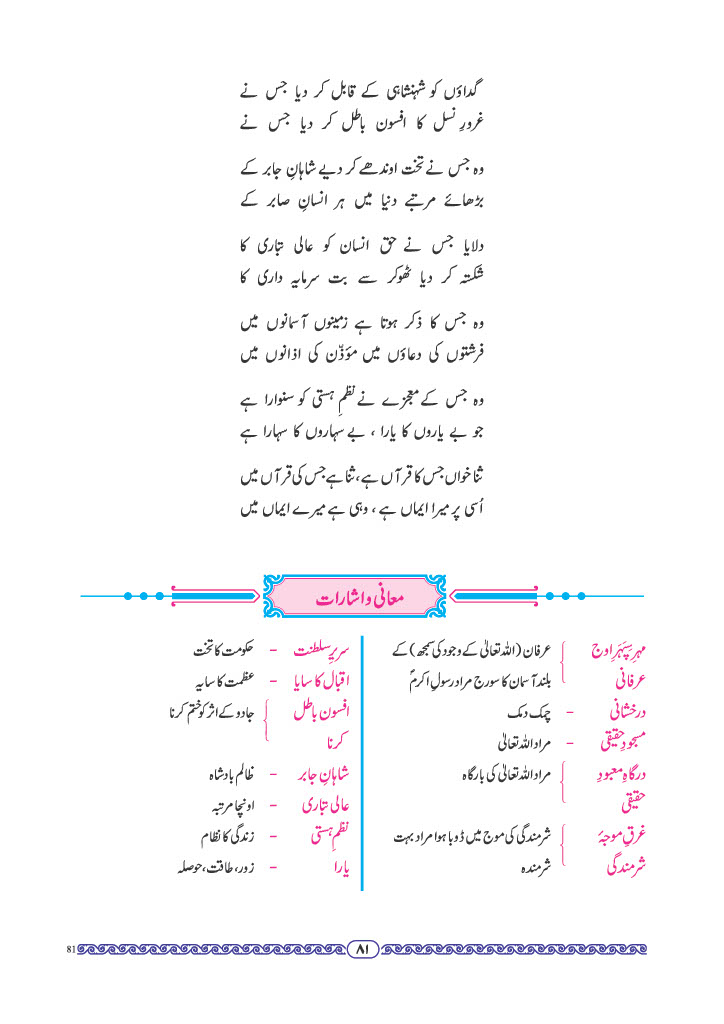 گداؤں کو شہنشاہی کے قابل کر دیا جس نے
غرورِ نسل کا افسون باطل کر دیا جس نے
وہ جس نے تخت اوندھے کر دیے شاہانِ جابر کے
بڑھائے مرتبے دنیا میں ہر انسانِ صابر کے
دلایا جس نے حق انسان کو عالی تباری کا
شکستہ کر دیا ٹھوکر سے بت سرمایہ داری کا
وہ جس کا ذکر ہوتا ہے زمینوں آسمانوں میں
فرشتوں کی دعاؤں میں مؤذّن کی اذانوں میں
وہ جس کے معجزے نے نظمِ ہستی کو سنوارا ہے
جو بے یاروں کا یارا ، بے سہاروں کا سہارا ہے
ثنا خواں جس کا قرآں ہے، ثنا ہے جس کی قرآں میں
اُسی پر میرا ایماں ہے ، وہی ہے میرے ایماں میں
معانی و اشارات
مہرِ سپہرِ اوجِ عرفان (اللہ تعالیٰ کے وجود کی سمجھ) کے
عرفانی بلند آسمان کا سورج مراد رسولِ اکرمؐ
درخشانی – چمک دمک
مسجودِ حقیقی – مراد اللہ تعالیٰ
درگاہِ معبودِ مراد اللہ تعالیٰ کی بارگاہ
حقیقی
غرقِ موجۂ شرمندگی کی موج میں ڈوبا ہوا مراد بہت
شرمندگی شرمندہ
سریرِ سلطنت – حکومت کا تخت
اقبال کا سایا – عظمت کا سایہ
افسون باطل جادو کے اثر کو ختم کرنا
کرنا
شاہانِ جابر – ظالم بادشاہ
عالی تباری – اونچا مرتبہ
نظمِ ہستی – زندگی کا نظام
یارا – زور، طاقت، حوصلہ
۸۱
81